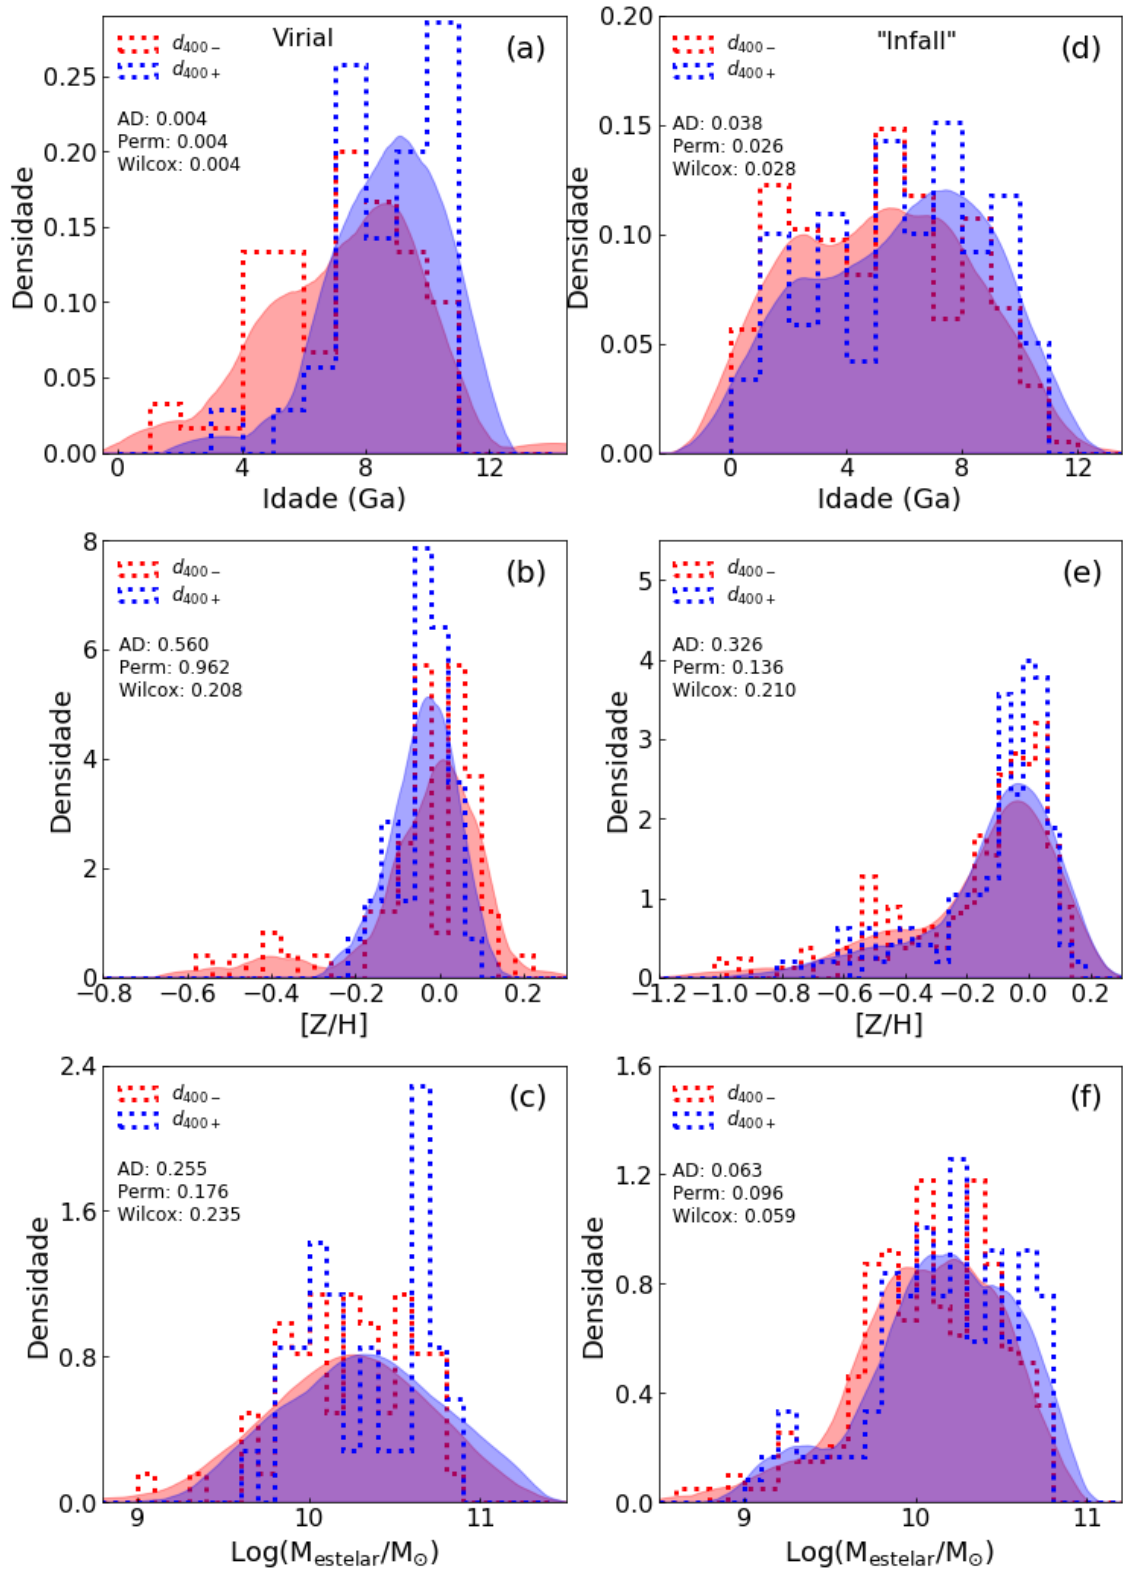 Virial
(a)
d400−
d400+
AD: 0.004
Perm: 0.004
Wilcox: 0.004
Densidade
0.25
0.20
0.15
0.10
0.05
0.00
0 4 8 12
Idade (Ga)
"Infall"
(d)
d400−
d400+
AD: 0.038
Perm: 0.026
Wilcox: 0.028
Densidade
0.20
0.15
0.10
0.05
0.00
0 4 8 12
Idade (Ga)
(b)
d400−
d400+
AD: 0.560
Perm: 0.962
Wilcox: 0.208
Densidade
8
6
4
2
0
−0.8 −0.6 −0.4 −0.2 0.0 0.2
[Z/H]
(e)
d400−
d400+
AD: 0.326
Perm: 0.136
Wilcox: 0.210
Densidade
5
4
3
2
1
0
−1.2 −1.0 −0.8 −0.6 −0.4 −0.2 0.0 0.2
[Z/H]
(c)
d400−
d400+
AD: 0.255
Perm: 0.176
Wilcox: 0.235
Densidade
2.4
1.6
0.8
0.0
9 10 11
Log(Mestelar/M⊙)
(f)
d400−
d400+
AD: 0.063
Perm: 0.096
Wilcox: 0.059
Densidade
1.6
1.2
0.8
0.4
0.0
9 10 11
Log(Mestelar/M⊙)